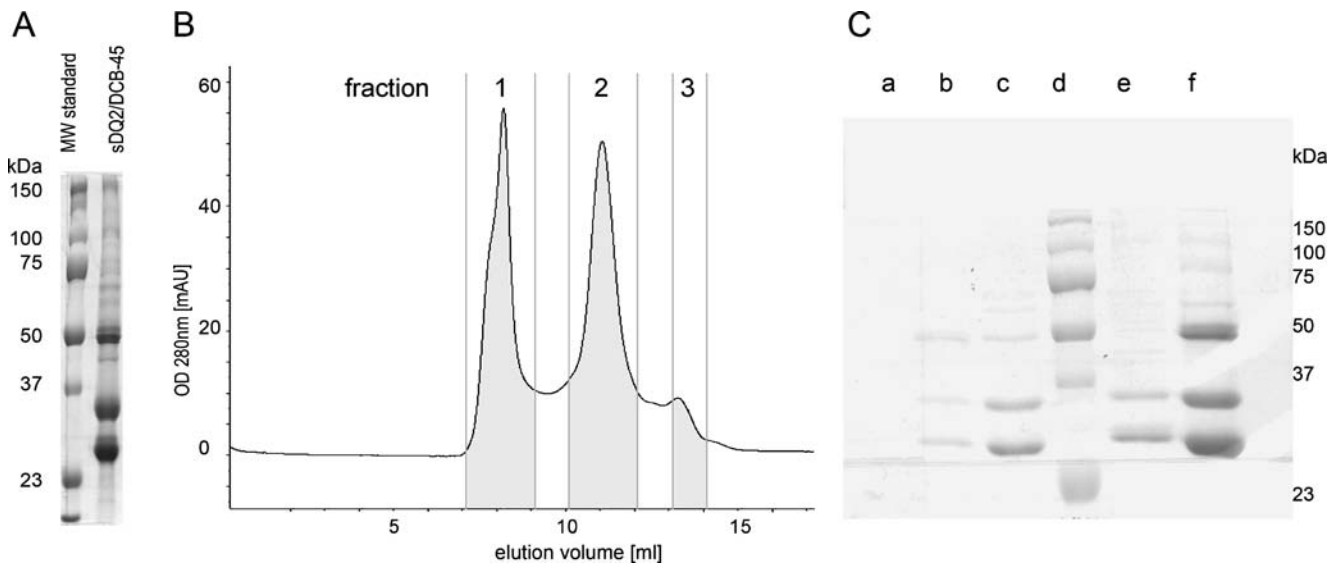 A
MW standard
sDQ2/DCB-45
kDa
150
100
75
50
37
23
B
fraction 1 2 3
60
40
20
0
OD 280nm [mAU]
5 10 15
elution volume [ml]
C
a b c d e f
kDa
150
100
75
50
37
23